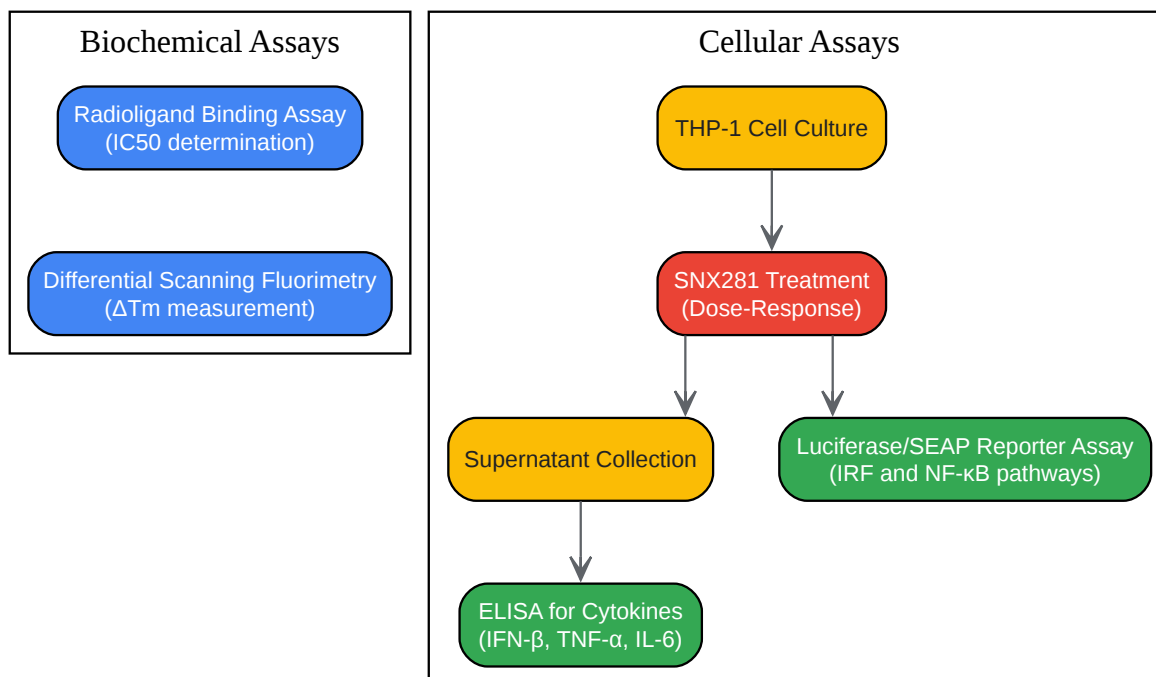 Biochemical Assays
Radioligand Binding Assay
(IC50 determination)
Differential Scanning Fluorimetry
(ΔTm measurement)
Cellular Assays
THP-1 Cell Culture
SNX281 Treatment
(Dose-Response)
Supernatant Collection
Luciferase/SEAP Reporter Assay
(IRF and NF-κB pathways)
ELISA for Cytokines
(IFN-β, TNF-α, IL-6)